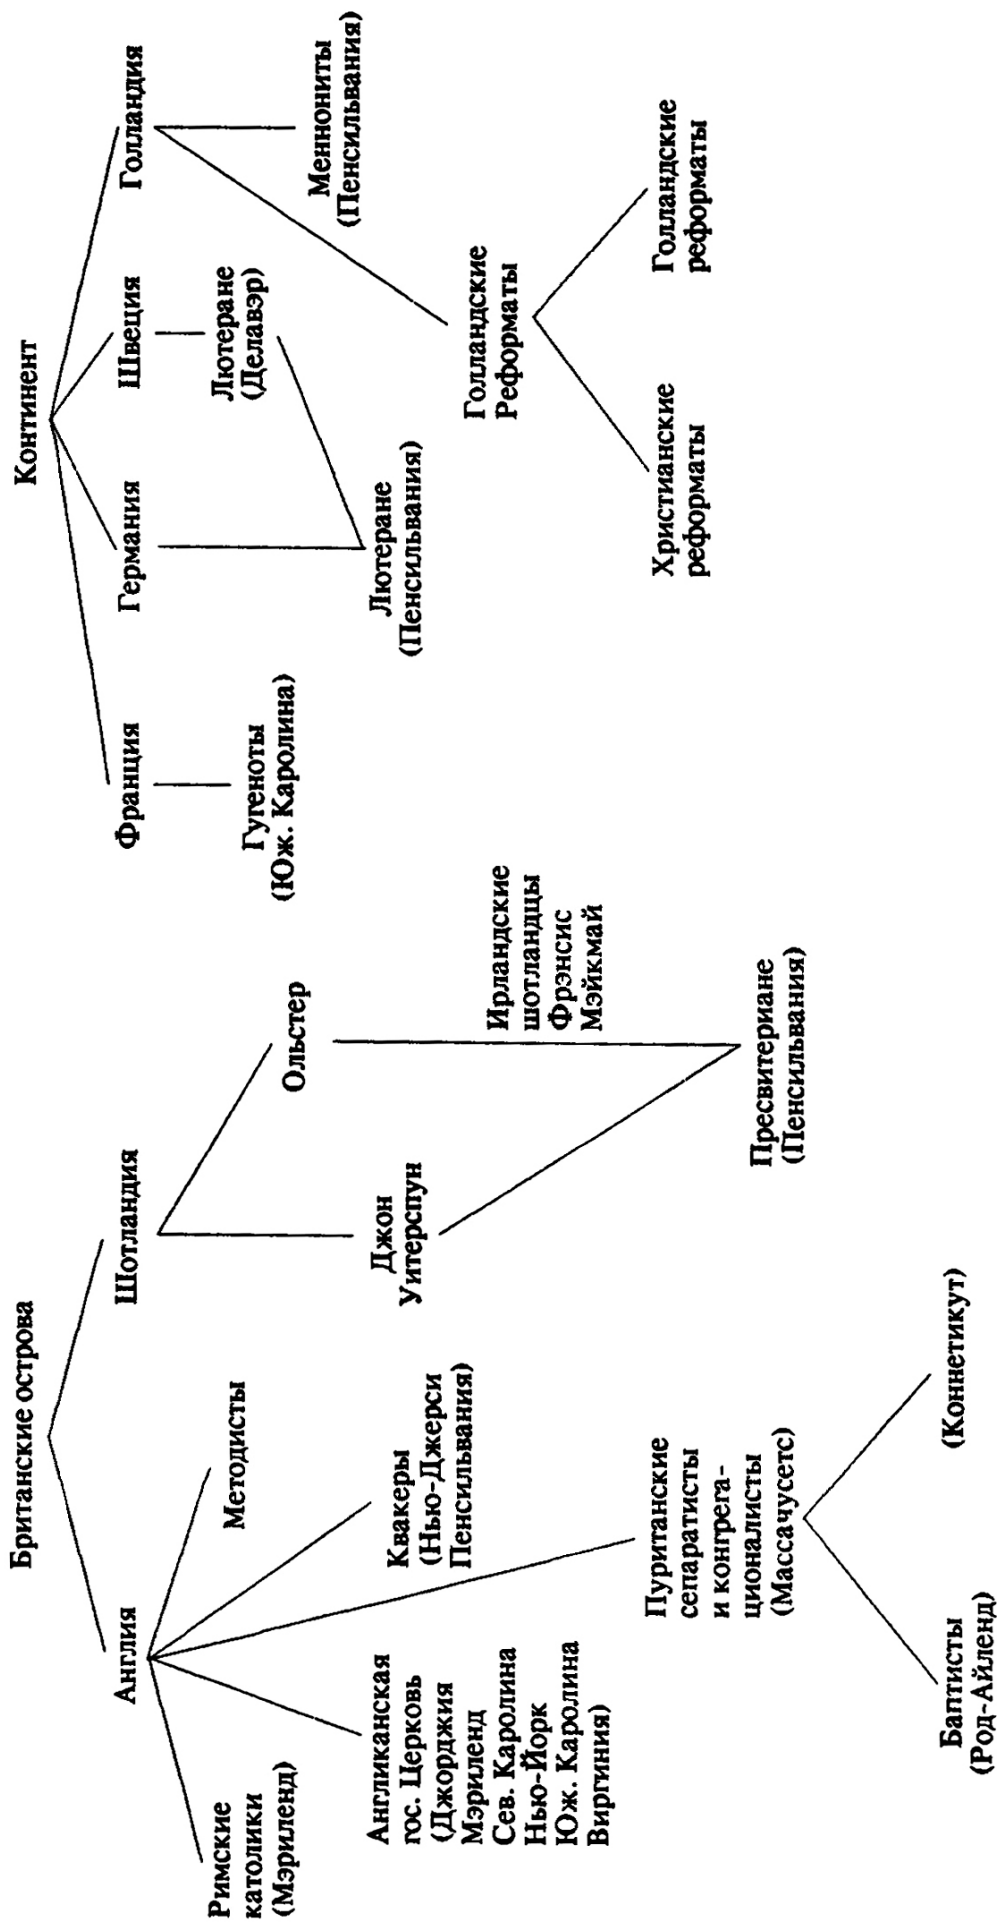 Британские острова
Англия
Шотландия
Римские
католики
(Мэриленд)
Методисты
Ольстер
Англиканская
гос. Церковь
(Джорджия
Мэриленд
Сев. Каролина
Нью-Йорк
Юж. Каролина
Виргиния)
Квакеры
(Нью-Джерси
Пенсильвания)
Джон
Уитерспун
Ирландские
шотландцы
Фрэнсис
Мэйкмай
Пуританские
сепаратисты
и конгрега-
ционалисты
(Массачусетс)
Пресвитериане
(Пенсильвания)
Баптисты
(Род-Айленд)
(Коннетикут)
Континент
Франция
Германия
Швеция
Голландия
Гугеноты
(Юж. Каролина)
Лютеране
(Делавэр)
Меннониты
(Пенсильвания)
Лютеране
(Пенсильвания)
Голландские
Реформаты
Христианские
реформаты
Голландские
реформаты